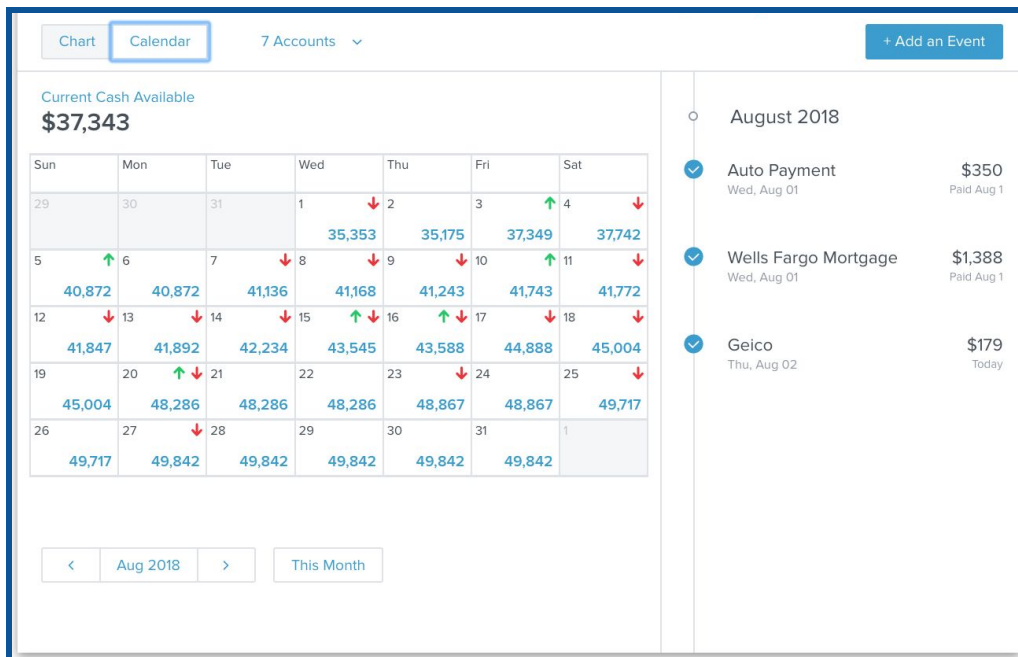 Chart Calendar 7 Accounts + Add an Event
Current Cash Available
$37,343
Sun Mon Tue Wed Thu Fri Sat
29 30 31 1 2 3 4
35,353 35,175 37,349 37,742
5 6 7 8 9 10 11
40,872 40,872 41,136 41,168 41,243 41,743 41,772
12 13 14 15 16 17 18
41,847 41,892 42,234 43,545 43,588 44,888 45,004
19 20 21 22 23 24 25
45,004 48,286 48,286 48,286 48,867 48,867 49,717
26 27 28 29 30 31 1
49,717 49,842 49,842 49,842 49,842 49,842
< Aug 2018 > This Month
August 2018
Auto Payment $350
Wed, Aug 01 Paid Aug 1
Wells Fargo Mortgage $1,388
Wed, Aug 01 Paid Aug 1
Geico $179
Thu, Aug 02 Today